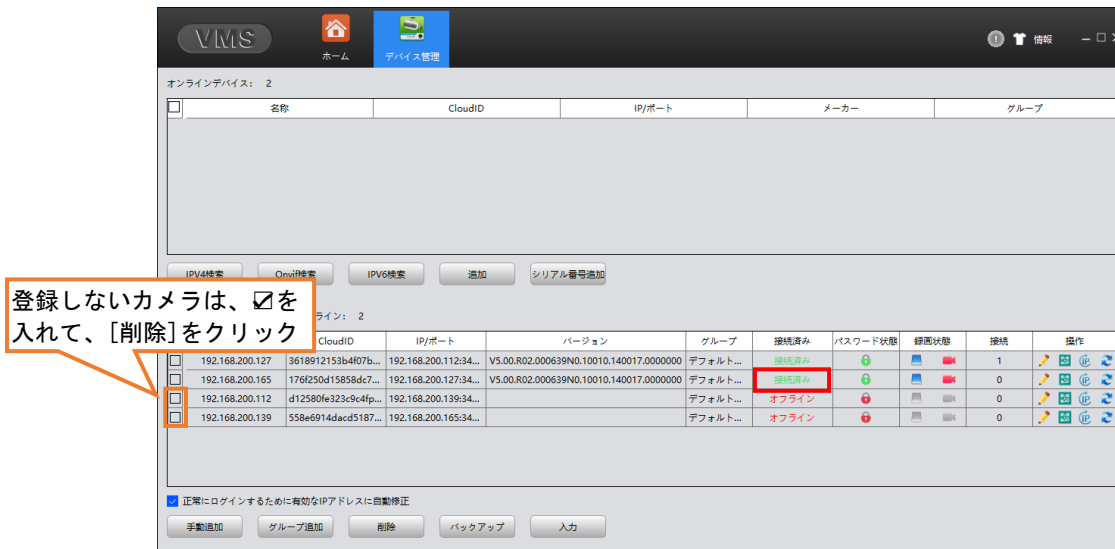 VMS
ホーム
デバイス管理
情報
オンラインデバイス： 2
名称 CloudID IP/ポート メーカー グループ
IPV4検索 Onvif検索 IPV6検索 追加 シリアル番号追加
登録しないカメラは、☑を
入れて、[削除]をクリック
ライン： 2
CloudID IP/ポート バージョン グループ 接続済み パスワード状態 録画状態 接続 操作
192.168.200.127 3618912153b4f07b... 192.168.200.112:34... V5.00.R02.000639N0.10010.140017.0000000 デフォルト... 接続済み 1
192.168.200.165 176f250d15858dc7... 192.168.200.127:34... V5.00.R02.000639N0.10010.140017.0000000 デフォルト... 接続済み 0
192.168.200.112 d12580fe323c9c4fp... 192.168.200.139:34... デフォルト... オフライン 0
192.168.200.139 558e6914dacd5187... 192.168.200.165:34... デフォルト... オフライン 0
正常にログインするために有効なIPアドレスに自動修正
手動追加 グループ追加 削除 バックアップ 入力